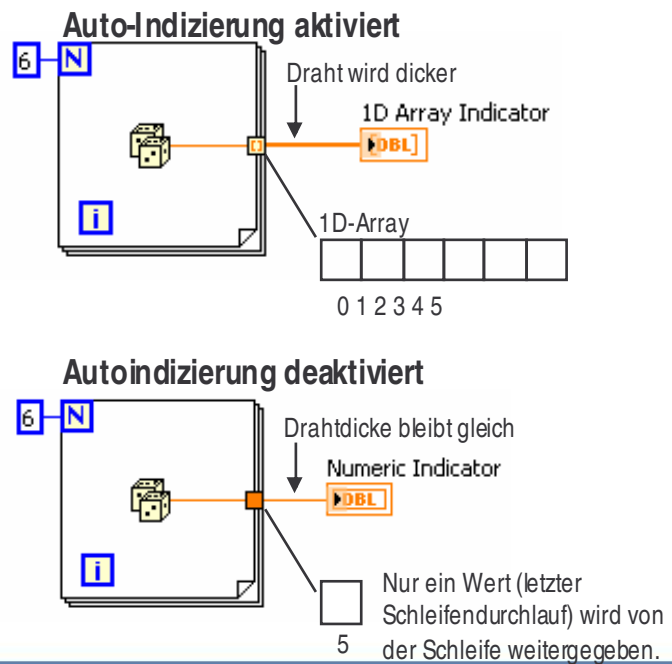 Auto-Indizierung aktiviert
6 N
Draht wird dicker
1D Array Indicator
[DBL]
i
1D-Array
0 1 2 3 4 5
Autoindizierung deaktiviert
6 N
Drahtdicke bleibt gleich
Numeric Indicator
DBL
i
Nur ein Wert (letzter
Schleifendurchlauf) wird von
5 der Schleife weitergegeben.